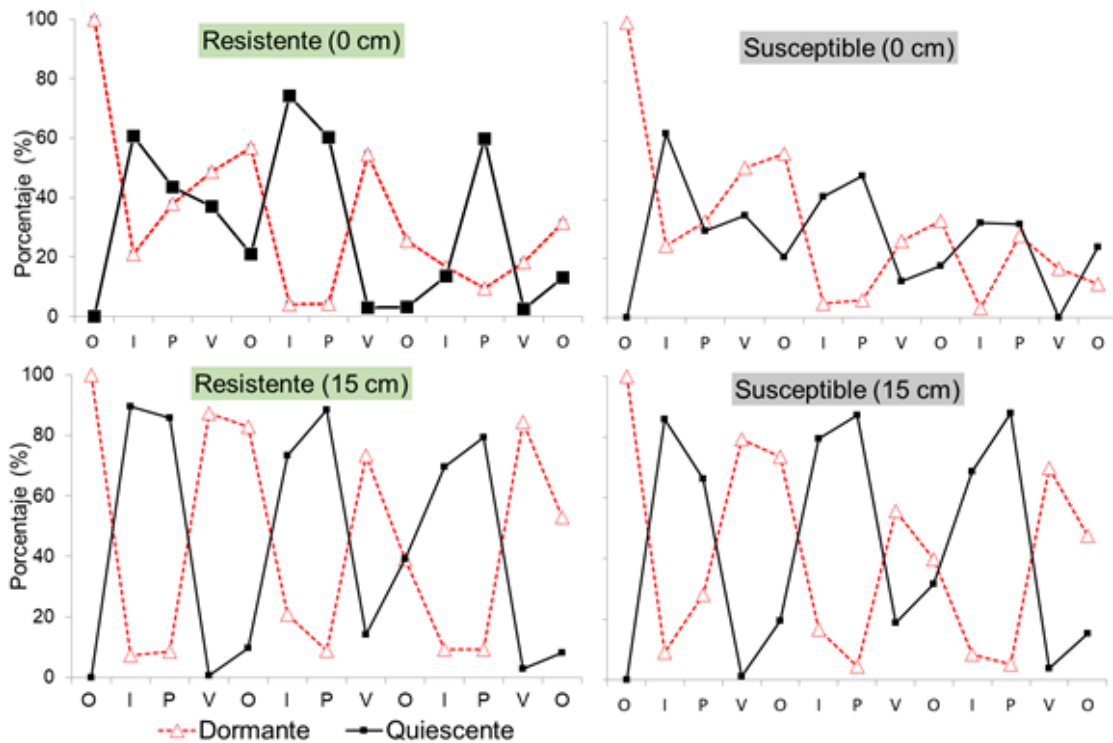 Resistente (0 cm)
Susceptible (0 cm)
Porcentaje (%)
100
80
60
40
20
0
O I P V O I P V O I P V O
O I P V O I P V O I P V O
Resistente (15 cm)
Susceptible (15 cm)
Porcentaje (%)
100
80
60
40
20
0
O I P V O I P V O I P V O
O I P V O I P V O I P V O
Dormante Quiescente